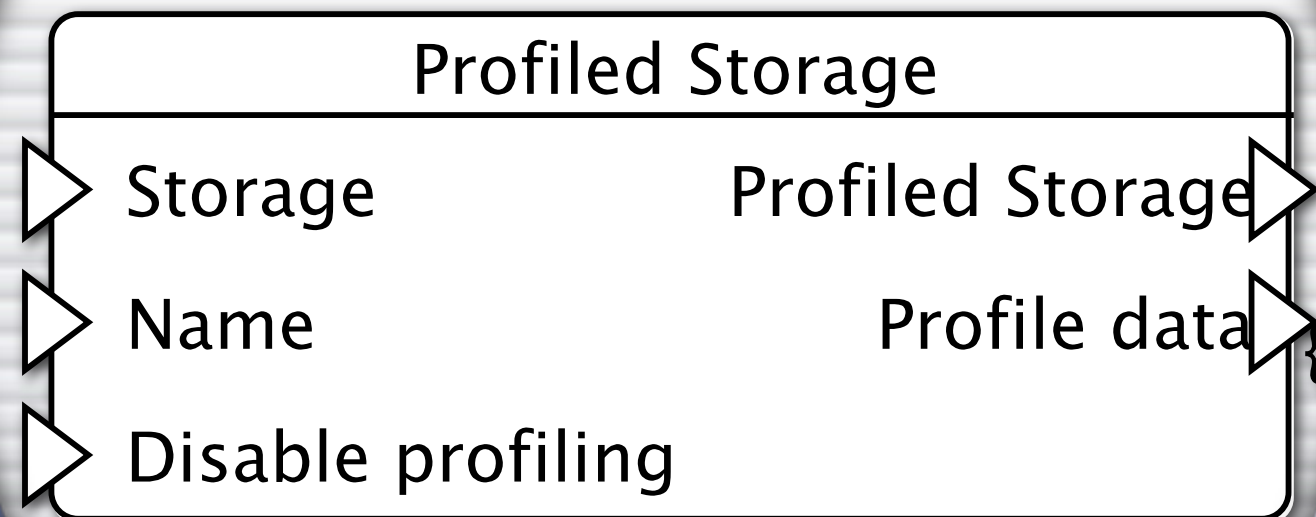 Profiled Storage
Storage
Profiled Storage
Name
Profile data
{
Disable profiling